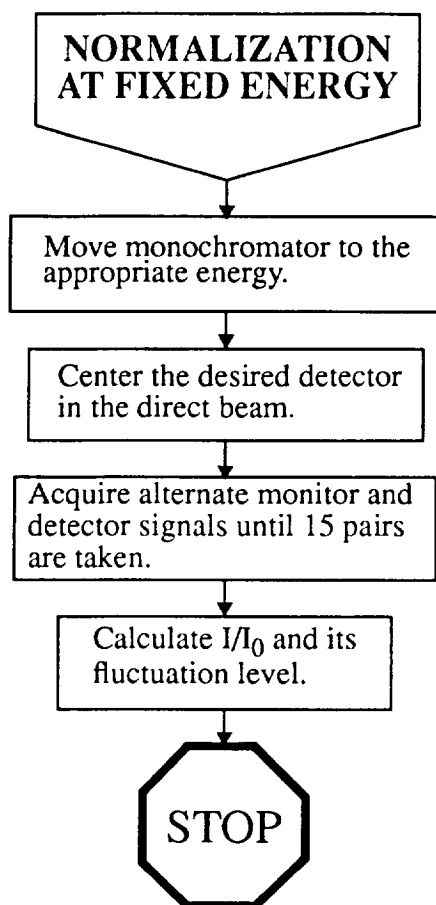 NORMALIZATION
AT FIXED ENERGY
Move monochromator to the
appropriate energy.
Center the desired detector
in the direct beam.
Acquire alternate monitor and
detector signals until 15 pairs
are taken.
Calculate I/I0 and its
fluctuation level.
STOP